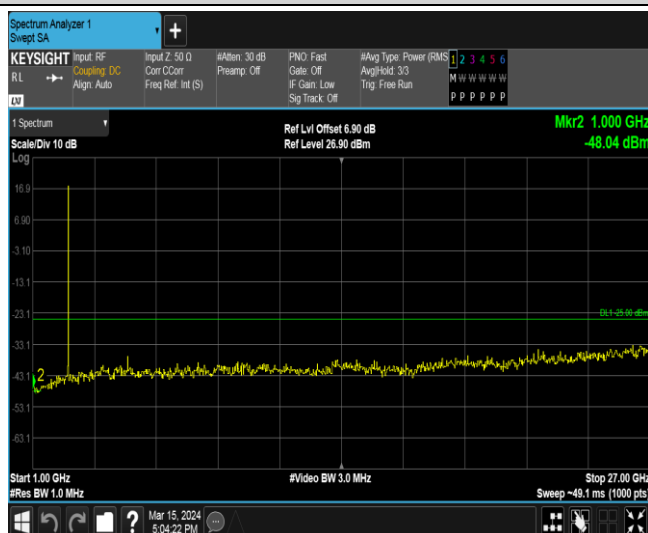 Spectrum Analyzer 1
Swept SA
+
KEYSIGHT
RL
LXI
Input: RF
Coupling: DC
Align: Auto
Input Z: 50 Ω
Corr CCorr
Freq Ref: Int (S)
#Atten: 30 dB
Preamp: Off
PNO: Fast
Gate: Off
IF Gain: Low
Sig Track: Off
#Avg Type: Power (RMS
Avg|Hold: 3/3
Trig: Free Run
1 2 3 4 5 6
M W W W W W
P P P P P P
1 Spectrum
Scale/Div 10 dB
Log
Ref Lvl Offset 6.90 dB
Ref Level 26.90 dBm
Mkr2 1.000 GHz
-48.04 dBm
16.9
6.90
-3.10
-13.1
-23.1
DL1 -25.00 dBm
-33.1
-43.1
2
-53.1
-63.1
Start 1.00 GHz
#Res BW 1.0 MHz
#Video BW 3.0 MHz
Stop 27.00 GHz
Sweep ~49.1 ms (1000 pts)
?
Mar 15, 2024
5:04:22 PM